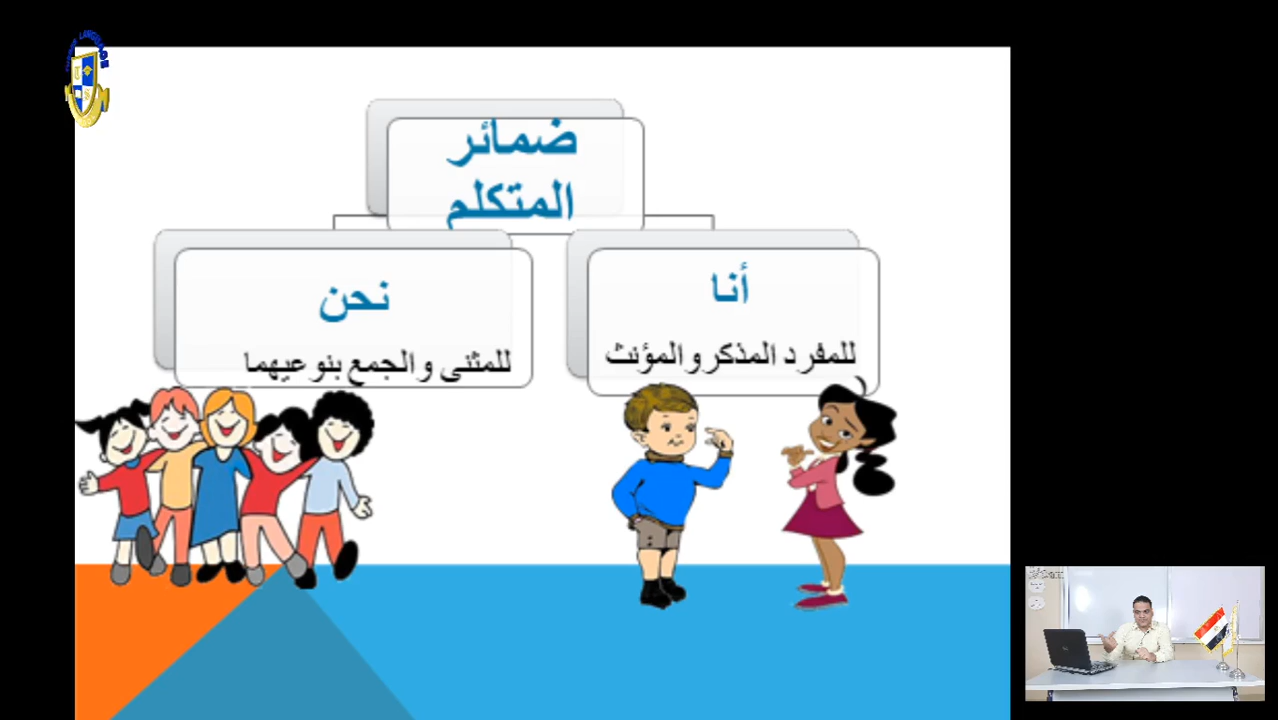 ضمائر
المتكلم
أنا
للمفرد المذكر والمؤنث
نحن
للمثنى والجمع بنوعيهما